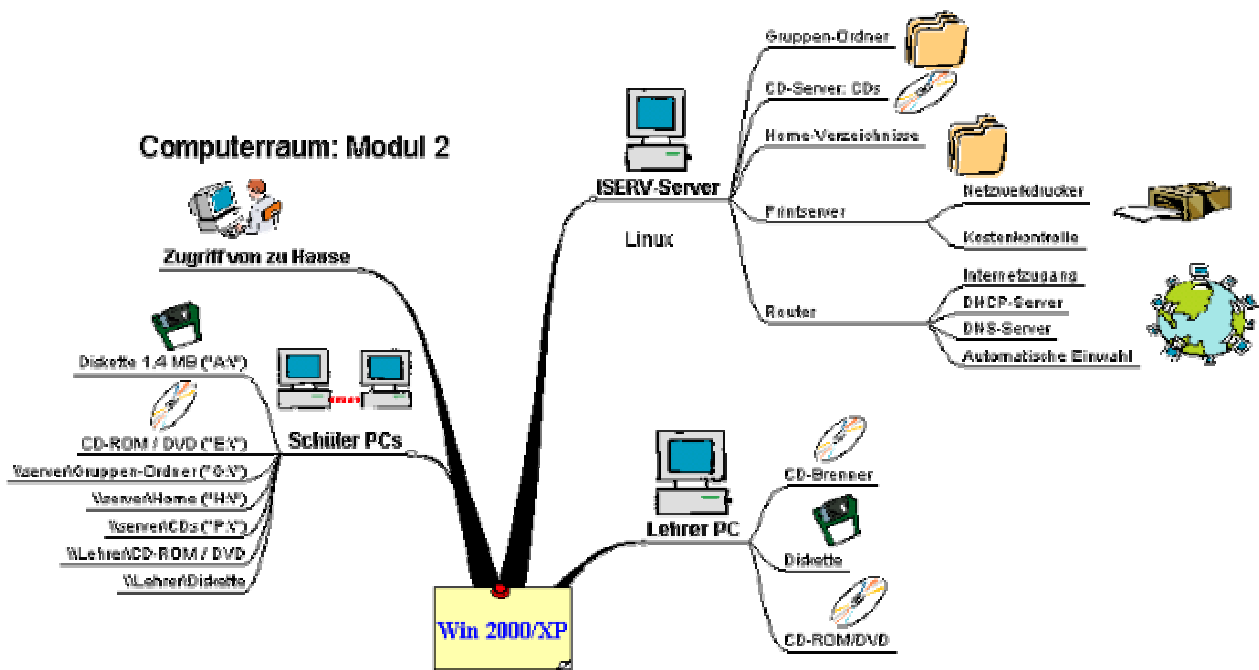 Computerraum: Modul 2
Zugriff von zu Hause
Diskette 1.4 MB ("A:\")
CD-ROM / DVD ("E:\")
\\server\Gruppen-Ordner ("G:\")
\\server\Home ("H:\")
\\server\CDs ("P:\")
\\Lehrer\CD-ROM / DVD
\\Lehrer\Diskette
Schüler PCs
Win 2000/XP
ISERV-Server
Linux
Gruppen-Ordner
CD-Server: CDs
Home-Verzeichnisse
Printserver
Netzwerkdrucker
Kostenkontrolle
Router
Internetzugang
DHCP-Server
DNS-Server
Automatische Einwahl
Lehrer PC
CD-Brenner
Diskette
CD-ROM/DVD